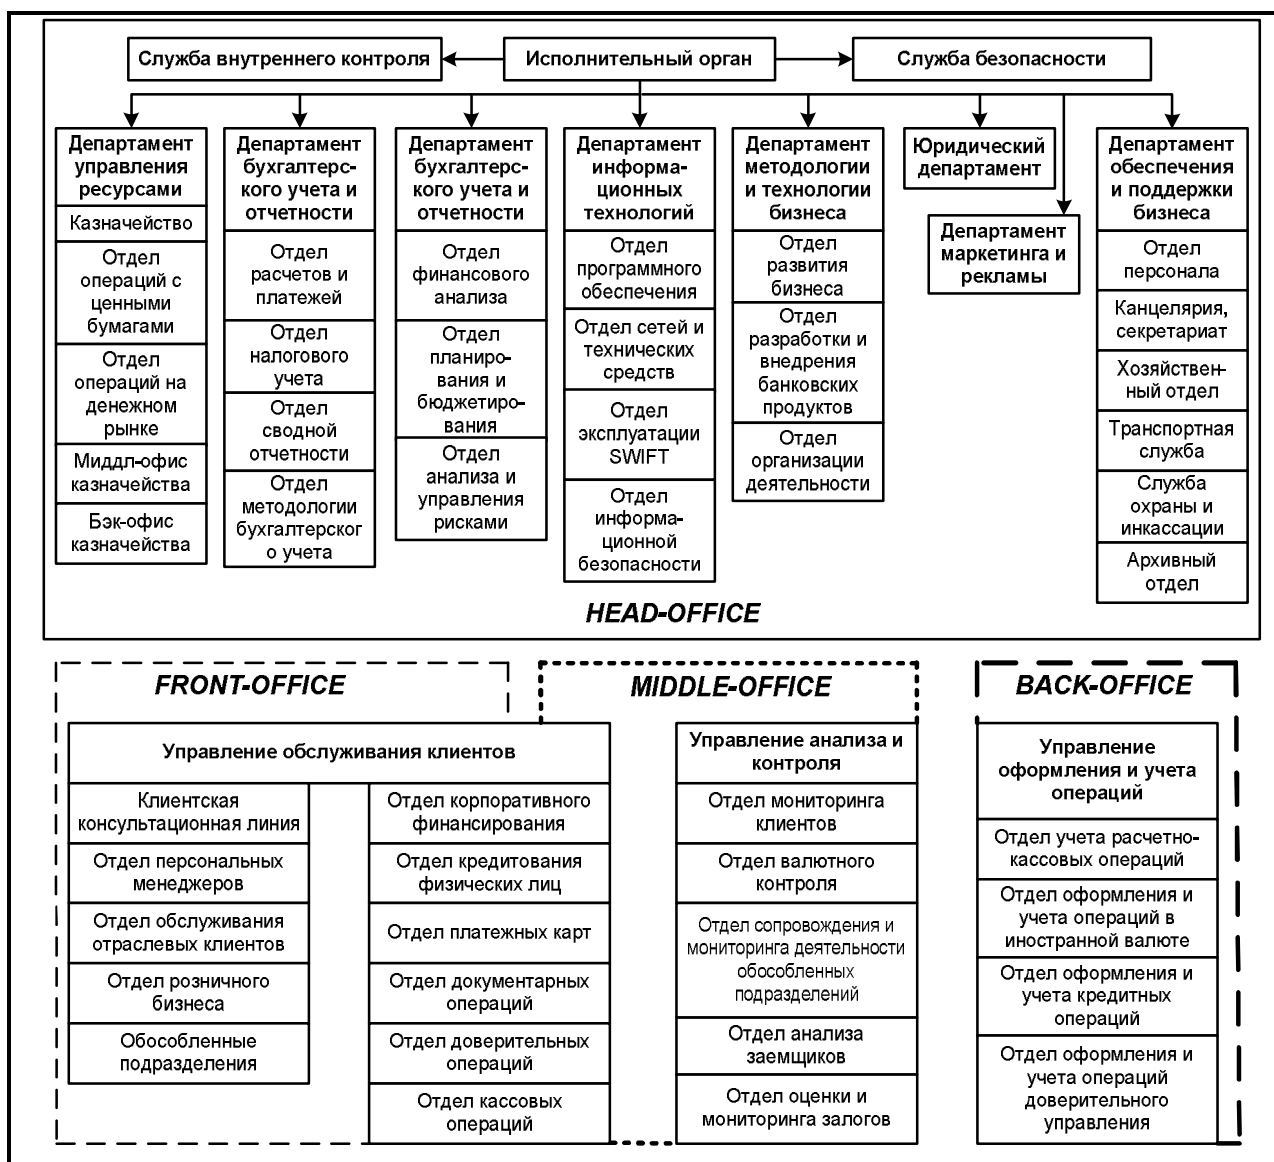 Служба внутреннего контроля
Исполнительный орган
Служба безопасности
Департамент
управления
ресурсами
Казначейство
Отдел
операций с
ценными
бумагами
Отдел
операций на
денежном
рынке
Миддл-офис
казначейства
Бэк-офис
казначейства
Департамент
бухгалтер-
ского учета и
отчетности
Отдел
расчетов и
платежей
Отдел
налогового
учета
Отдел
сводной
отчетности
Отдел
методологии
бухгалтерског
о учета
Департамент
бухгалтер-
ского учета и
отчетности
Отдел
финансового
анализа
Отдел
планиро-
вания и
бюджетиро-
вания
Отдел
анализа и
управления
рисками
Департамент
информа-
ционных
технологий
Отдел
программного
обеспечения
Отдел сетей и
технических
средств
Отдел
эксплуатации
SWIFT
Отдел
информа-
ционной
безопасности
Департамент
методологии
и технологии
бизнеса
Отдел
развития
бизнеса
Отдел
разработки и
внедрения
банковских
продуктов
Отдел
организации
деятельности
Юридический
департамент
Департамент
маркетинга и
рекламы
Департамент
обеспечения
и поддержки
бизнеса
Отдел
персонала
Канцелярия,
секретариат
Хозяйствен-
ный отдел
Транспортная
служба
Служба
охраны и
инкассации
Архивный
отдел
HEAD-OFFICE
FRONT-OFFICE
MIDDLE-OFFICE
BACK-OFFICE
Управление обслуживания клиентов
Клиентская
консультационная линия
Отдел персональных
менеджеров
Отдел обслуживания
отраслевых клиентов
Отдел розничного
бизнеса
Обособленные
подразделения
Отдел корпоративного
финансирования
Отдел кредитования
физических лиц
Отдел платежных карт
Отдел документарных
операций
Отдел доверительных
операций
Отдел кассовых
операций
Управление анализа и
контроля
Отдел мониторинга
клиентов
Отдел валютного
контроля
Отдел сопровождения и
мониторинга деятельности
обособленных
подразделений
Отдел анализа
заемщиков
Отдел оценки и
мониторинга залогов
Управление
оформления и учета
операций
Отдел учета расчетно-
кассовых операций
Отдел оформления и
учета операций в
иностранной валюте
Отдел оформления и
учета кредитных
операций
Отдел оформления и
учета операций
доверительного
управления